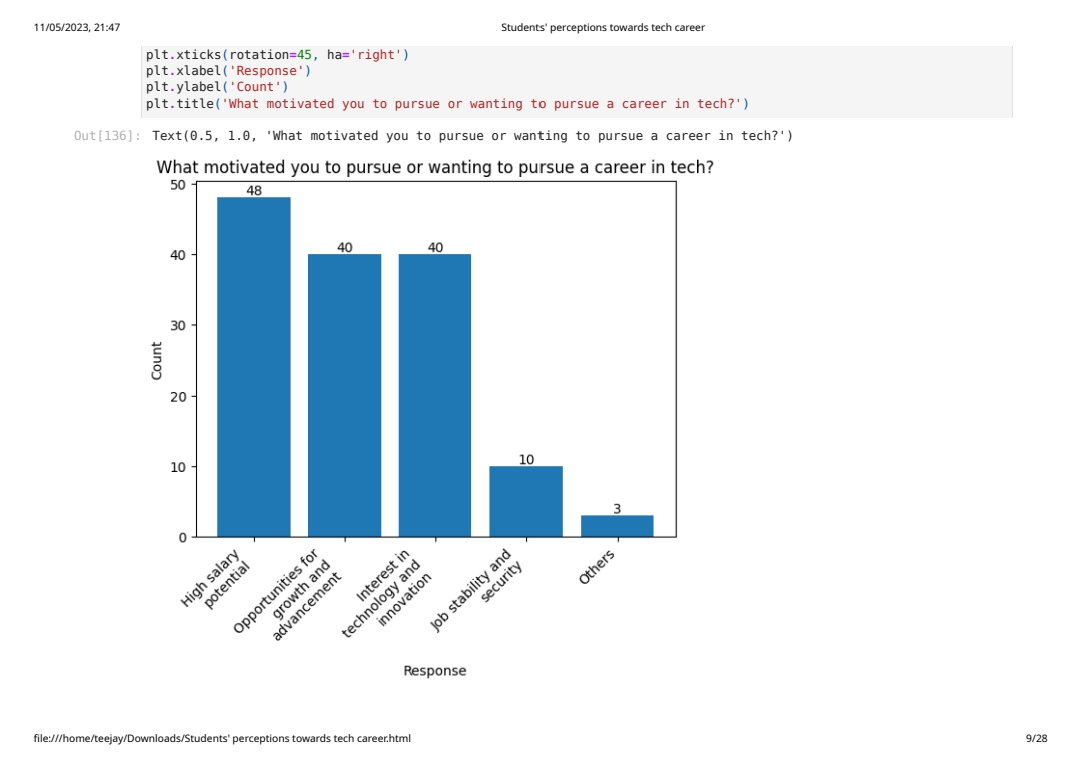 11/05/2023, 21:47
Students' perceptions towards tech career
plt.xticks(rotation=45, ha='right')
plt.xlabel('Response')
plt.ylabel('Count')
plt.title('What motivated you to pursue or wanting to pursue a career in tech?')
Out[136]: Text(0.5, 1.0, 'What motivated you to pursue or wanting to pursue a career in tech?')
What motivated you to pursue or wanting to pursue a career in tech?
50
40
30
20
10
0
Count
48
40
40
10
3
High salary
potential
Opportunities for
growth and
advancement
Interest in
technology and
innovation
Job stability and
security
Others
Response
file:///home/teejay/Downloads/Students' perceptions towards tech career.html
9/28